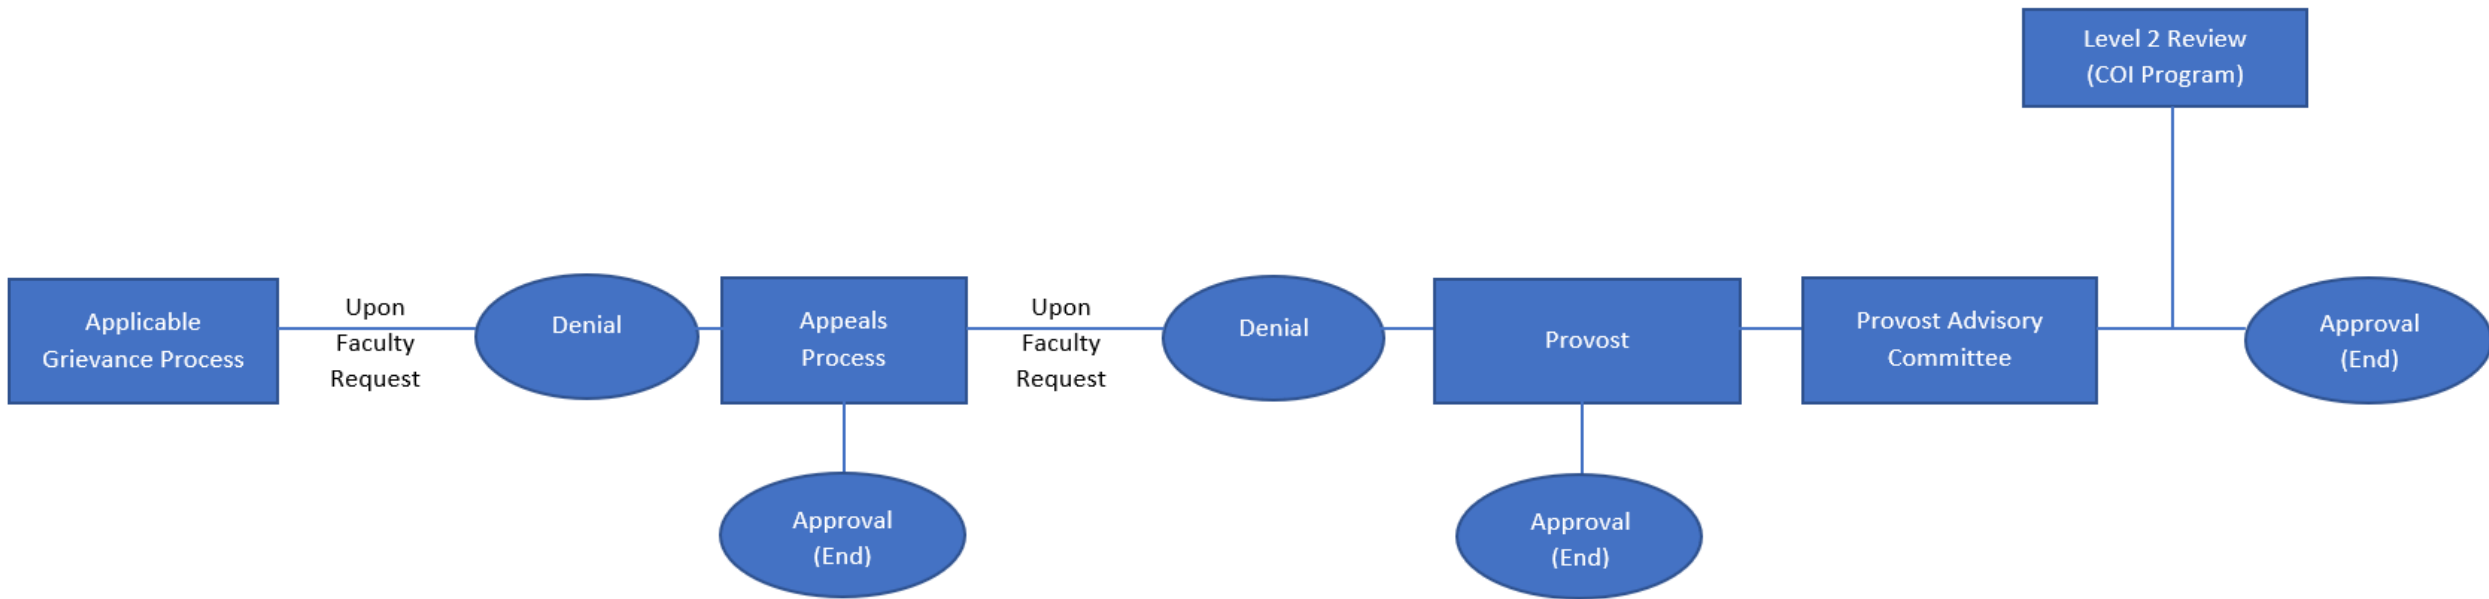 Level 2 Review
(COI Program)
Applicable
Grievance Process
Upon
Faculty
Request
Denial
Appeals
Process
Upon
Faculty
Request
Denial
Provost
Provost Advisory
Committee
Approval
(End)
Approval
(End)
Approval
(End)